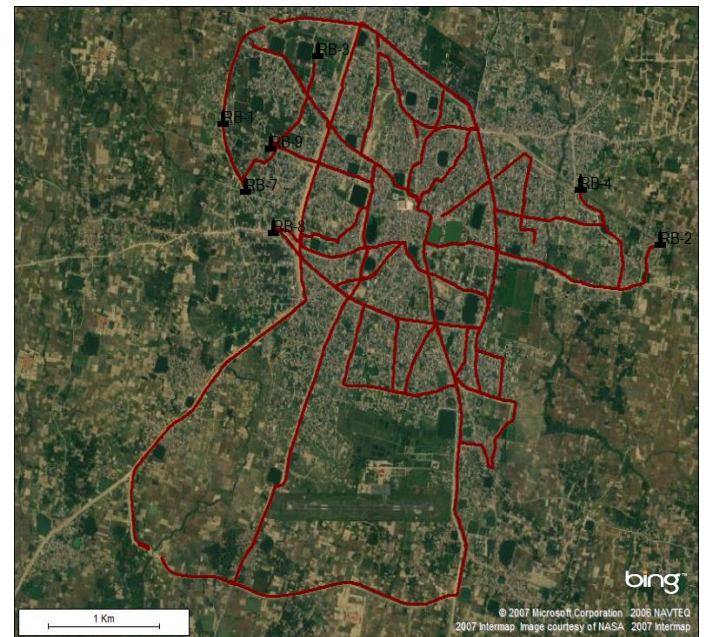 RB-3
RB-1
RB-9
RB-7
RB-4
RB-8
RB-2
bing™
1 Km
© 2007 Microsoft Corporation 2006 NAVTEQ
2007 Intermap Image courtesy of NASA 2007 Intermap